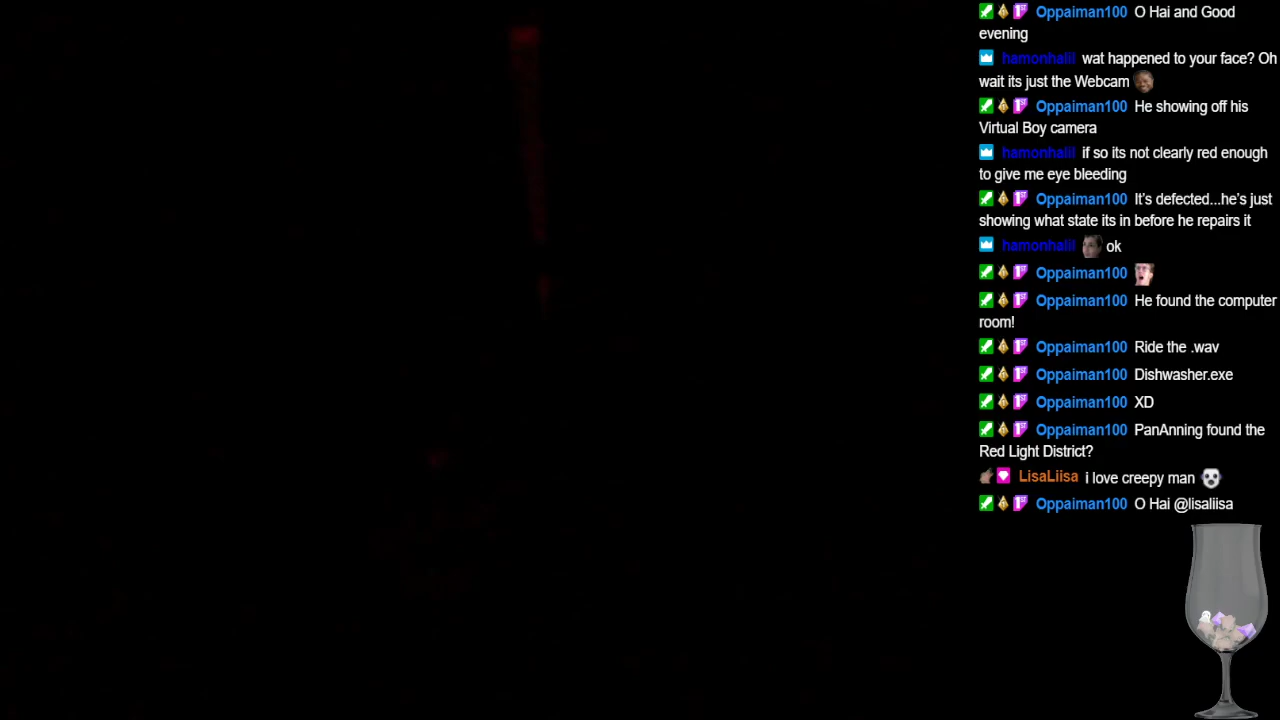 Oppaiman100 O Hai and Good
evening
hamonhalil wat happened to your face? Oh
wait its just the Webcam
Oppaiman100 He showing off his
Virtual Boy camera
hamonhalil if so its not clearly red enough
to give me eye bleeding
Oppaiman100 It's defected...he's just
showing what state its in before he repairs it
hamonhalil ok
Oppaiman100
Oppaiman100 He found the computer
room!
Oppaiman100 Ride the .wav
Oppaiman100 Dishwasher.exe
Oppaiman100 XD
Oppaiman100 PanAnning found the
Red Light District?
LisaLiisa i love creepy man
Oppaiman100 O Hai @lisaliisa